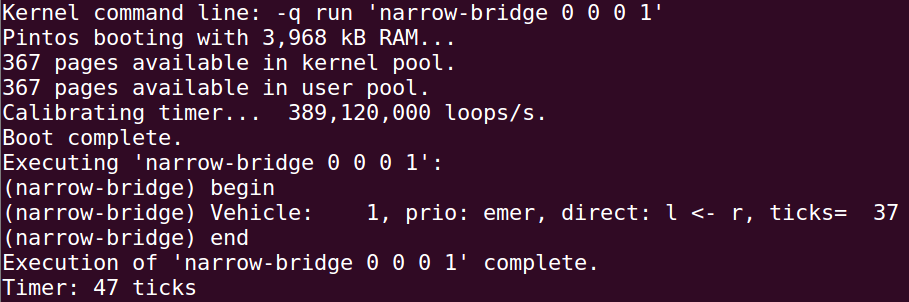 Kernel command line: -q run 'narrow-bridge 0 0 0 1'
Pintos booting with 3,968 kB RAM...
367 pages available in kernel pool.
367 pages available in user pool.
Calibrating timer...  389,120,000 loops/s.
Boot complete.
Executing 'narrow-bridge 0 0 0 1':
(narrow-bridge) begin
(narrow-bridge) Vehicle:    1, prio: emer, direct: l <- r, ticks=  37
(narrow-bridge) end
Execution of 'narrow-bridge 0 0 0 1' complete.
Timer: 47 ticks